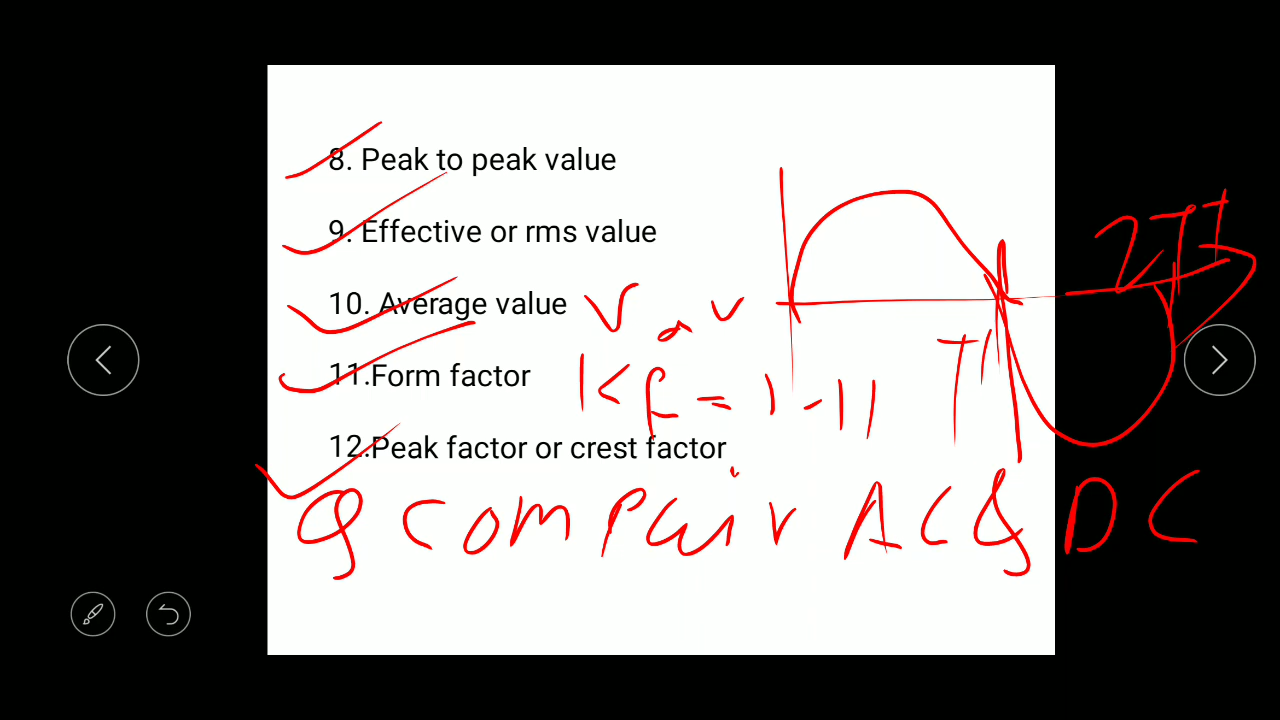 8. Peak to peak value
9. Effective or rms value
10. Average value Vav
11.Form factor Kf = 1.11 π 2π
12.Peak factor or crest factor
Q compair AC & DC